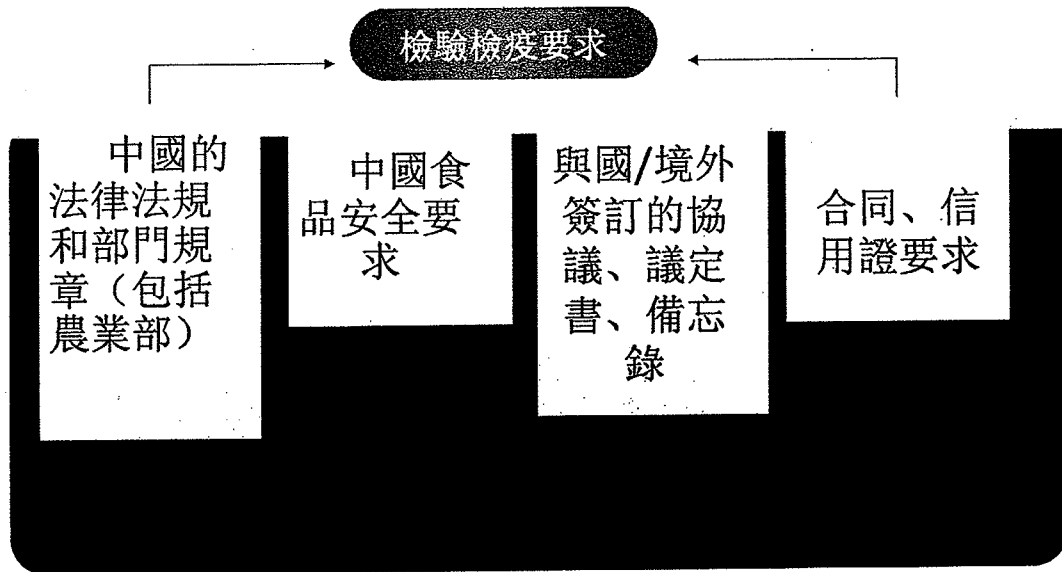 檢驗檢疫要求
中國的
法律法規
和部門規
章（包括
農業部）
中國食
品安全要
求
與國/境外
簽訂的協
議、議定
書、備忘
錄
合同、信
用證要求